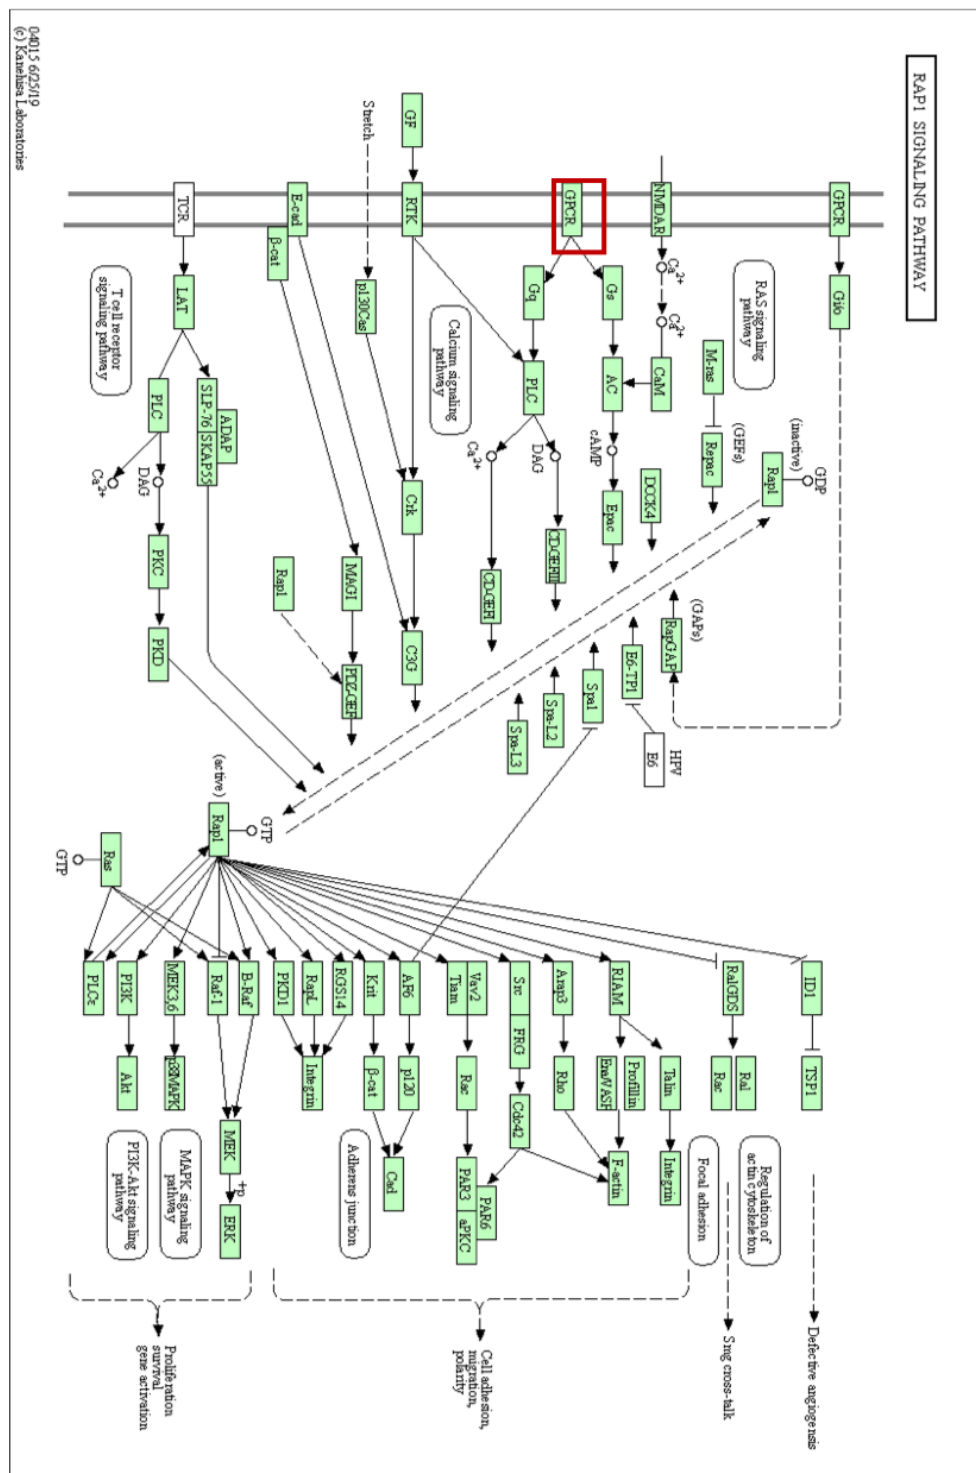 RAP1 SIGNALING PATHWAY
GPCR
Gi/o
NMDAR
Ca2+
Ca2+
CaM
RAS signaling
pathway
M-ras
Repac
(GEFs)
(inactive)
Rap1
GDP
GPCR
Gs
Gq
AC
cAMP
Epac
DOCK4
PLC
DAG
Ca2+
CD-GEFIII
CD-GEFI
Calcium signaling
pathway
GF
RTK
Stretch
p130Cas
Crk
C3G
E-cad
β-cat
MAGI
Rap1
PDZ-GEF
TCR
LAT
T cell receptor
signaling pathway
PLC
ADAP
SLP-76
SKAP55
Ca2+
DAG
PKC
PKD
(GAPs)
RapGAP
E6-TP1
Spa1
Spa-L2
Spa-L3
HPV
E6
(active)
Rap1
GTP
Ras
GTP
ID1
TSP1
Defective angiogensis
RalGDS
Ral
Rac
Smg cross-talk
Regulation of
actin cytoskeleton
Focal adhesion
RIAM
Talin
Integrin
Profillin
Ena/VASP
F-actin
Arap3
Rho
Src
FRG
Cdc42
Vav2
Tiam
Rac
PAR6
PAR3
aPKC
AF6
p120
Krit
β-cat
Cad
Adherens junction
RGS14
RapL
PKD1
Integrin
Cell adhesion,
migration,
polarity
B-Raf
Raf-1
MEK
+p
ERK
MEK3,6
p38MAPK
MAPK signaling
pathway
PI3K
Akt
PI3K-Akt signaling
pathway
PLCε
Proliferation
survival
gene activation
04015 6/25/19
(c) Kanehisa Laboratories